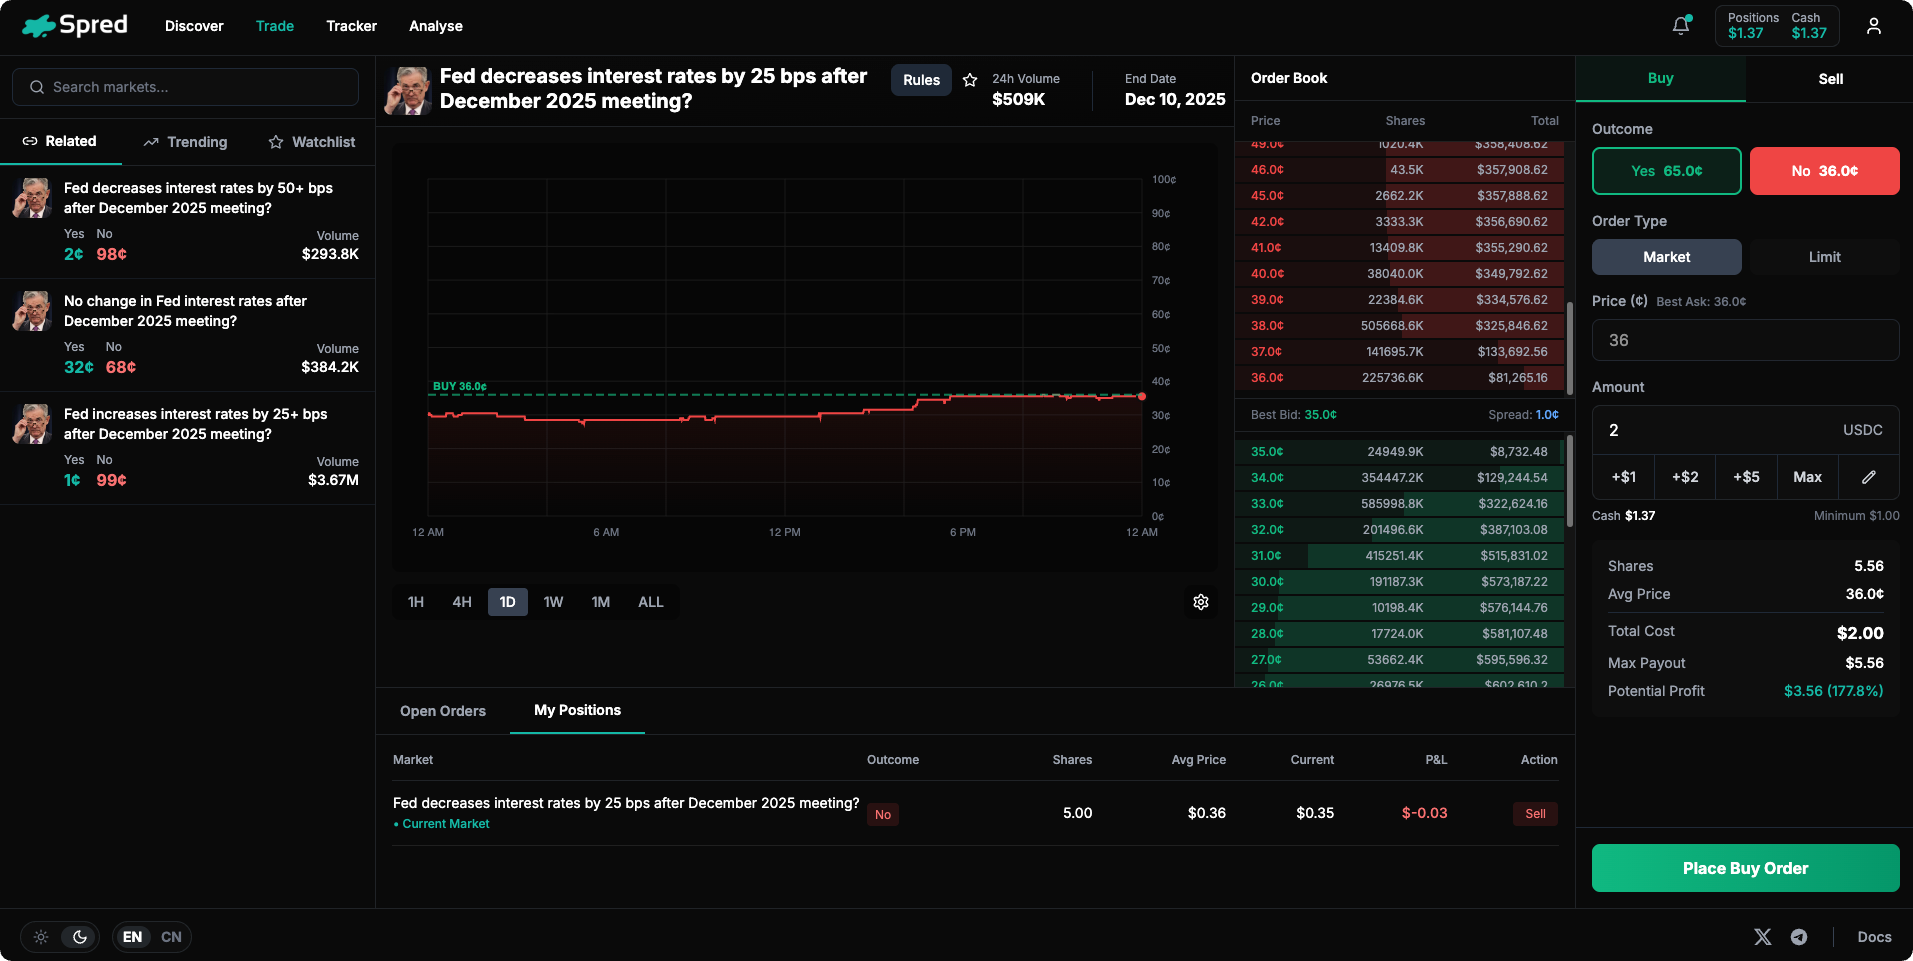 Spred
Discover
Trade
Tracker
Analyse
Positions
$1.37
Cash
$1.37
Search markets...
Related
Trending
Watchlist
Fed decreases interest rates by 50+ bps
after December 2025 meeting?
Yes No
2¢ 98¢
Volume
$293.8K
No change in Fed interest rates after
December 2025 meeting?
Yes No
32¢ 68¢
Volume
$384.2K
Fed increases interest rates by 25+ bps
after December 2025 meeting?
Yes No
1¢ 99¢
Volume
$3.67M
Fed decreases interest rates by 25 bps after
December 2025 meeting?
Rules
24h Volume
$509K
End Date
Dec 10, 2025
100¢
90¢
80¢
70¢
60¢
50¢
40¢
30¢
20¢
10¢
0¢
BUY 36.0¢
12 AM 6 AM 12 PM 6 PM 12 AM
1H 4H 1D 1W 1M ALL
Order Book
Price Shares Total
49.0¢ 1020.4K $358,408.62
46.0¢ 43.5K $357,908.62
45.0¢ 2662.2K $357,888.62
42.0¢ 3333.3K $356,690.62
41.0¢ 13409.8K $355,290.62
40.0¢ 38040.0K $349,792.62
39.0¢ 22384.6K $334,576.62
38.0¢ 505668.6K $325,846.62
37.0¢ 141695.7K $133,692.56
36.0¢ 225736.6K $81,265.16
Best Bid: 35.0¢ Spread: 1.0¢
35.0¢ 24949.9K $8,732.48
34.0¢ 354447.2K $129,244.54
33.0¢ 585998.8K $322,624.16
32.0¢ 201496.6K $387,103.08
31.0¢ 415251.4K $515,831.02
30.0¢ 191187.3K $573,187.22
29.0¢ 10198.4K $576,144.76
28.0¢ 17724.0K $581,107.48
27.0¢ 53662.4K $595,596.32
26.0¢ 26976.5K $602,610.2
Buy
Sell
Outcome
Yes 65.0¢
No 36.0¢
Order Type
Market
Limit
Price (¢) Best Ask: 36.0¢
36
Amount
2 USDC
+$1 +$2 +$5 Max
Cash $1.37 Minimum $1.00
Shares 5.56
Avg Price 36.0¢
Total Cost $2.00
Max Payout $5.56
Potential Profit $3.56 (177.8%)
Place Buy Order
Open Orders
My Positions
Market Outcome Shares Avg Price Current P&L Action
Fed decreases interest rates by 25 bps after December 2025 meeting? No 5.00 $0.36 $0.35 $-0.03 Sell
• Current Market
EN CN
Docs